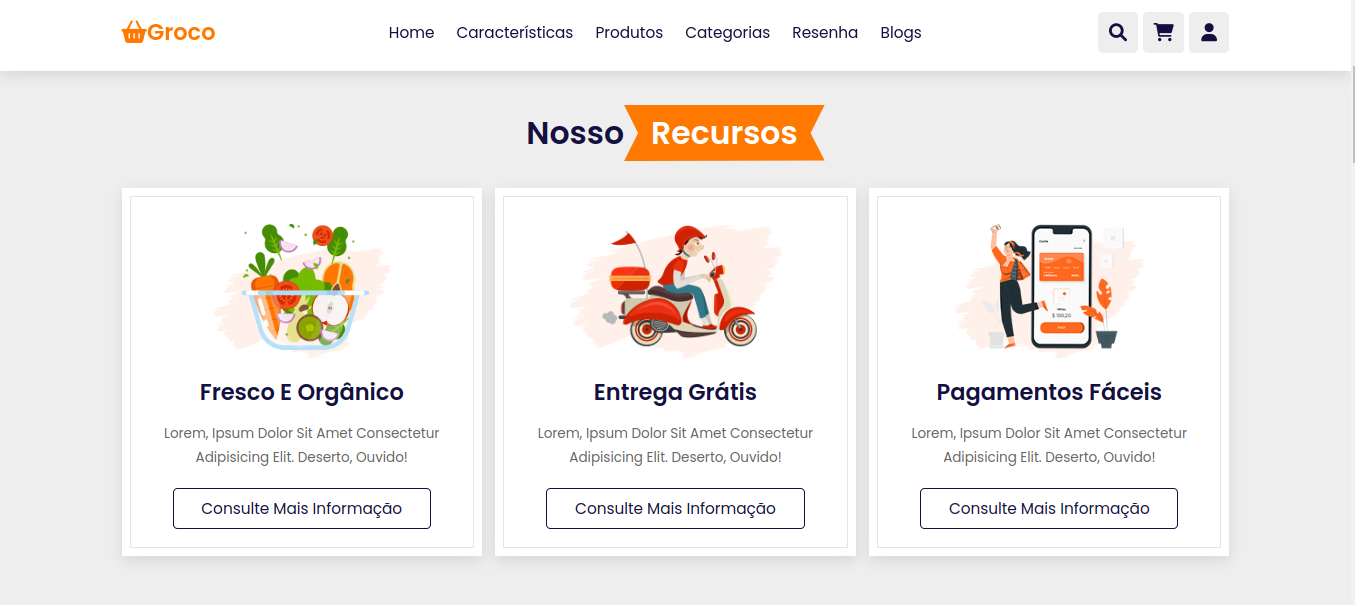 Groco
Home Características Produtos Categorias Resenha Blogs
Nosso Recursos
Fresco E Orgânico
Lorem, Ipsum Dolor Sit Amet Consectetur
Adipisicing Elit. Deserto, Ouvido!
Consulte Mais Informação
Entrega Grátis
Lorem, Ipsum Dolor Sit Amet Consectetur
Adipisicing Elit. Deserto, Ouvido!
Consulte Mais Informação
Pagamentos Fáceis
Lorem, Ipsum Dolor Sit Amet Consectetur
Adipisicing Elit. Deserto, Ouvido!
Consulte Mais Informação